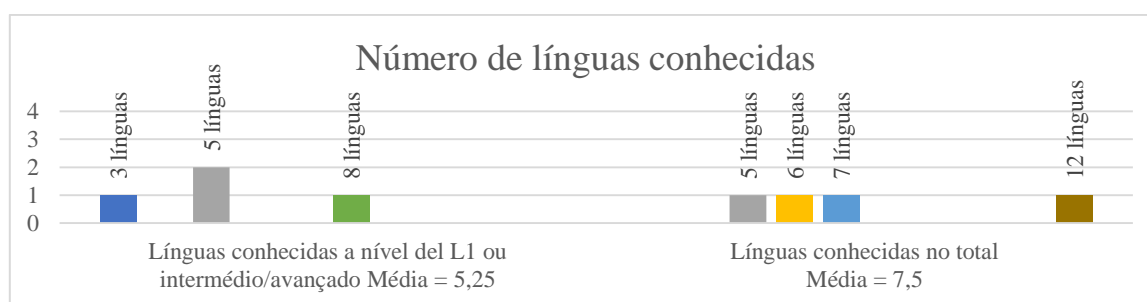 Número de línguas conhecidas
4
3
2
1
0
3 línguas
5 línguas
8 línguas
5 línguas
6 línguas
7 línguas
12 línguas
Línguas conhecidas a nível del L1 ou
intermédio/avançado Média = 5,25
Línguas conhecidas no total
Média = 7,5